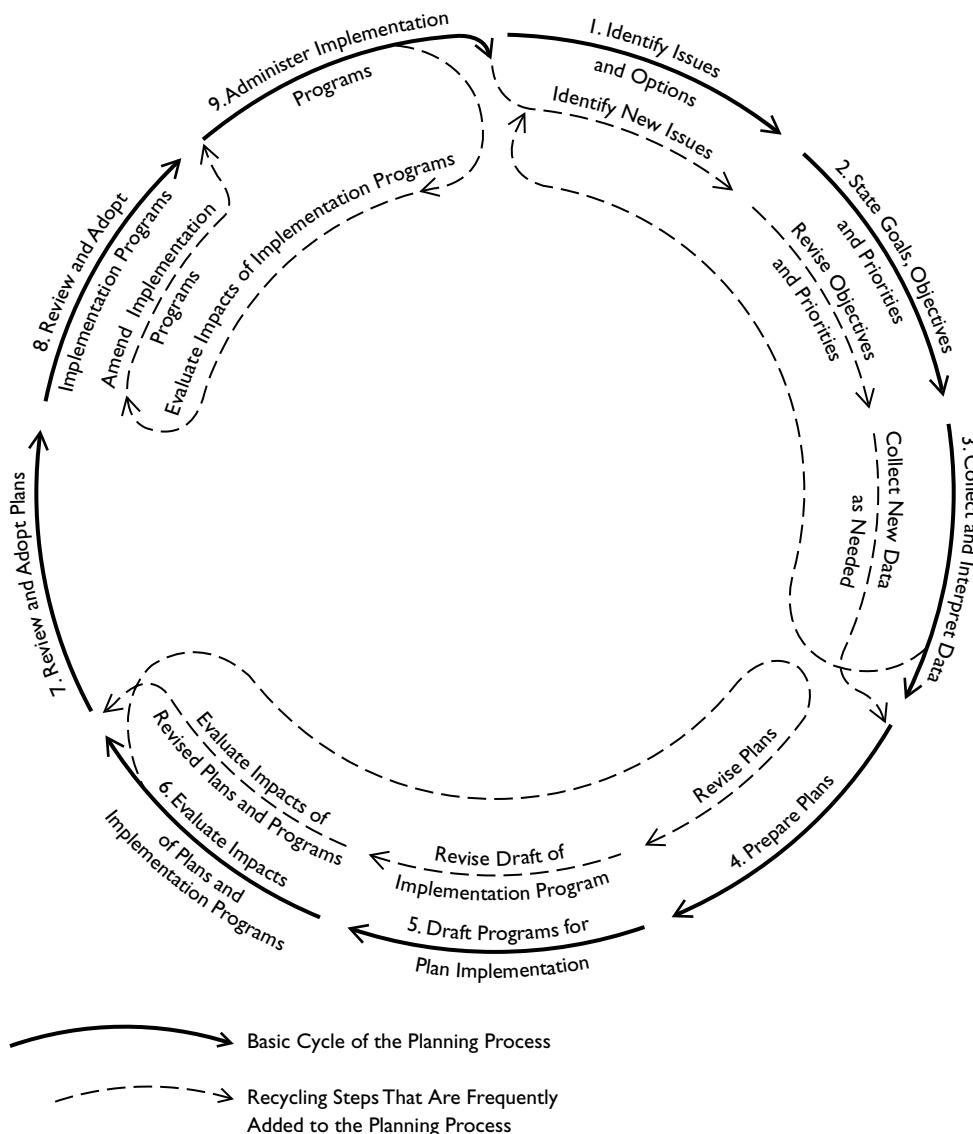 1. Identify Issues
and Options
Identify New Issues
2. State Goals, Objectives
and Priorities
Revise Objectives
and Priorities
3. Collect and Interpret Data
Collect New Data
as Needed
4. Prepare Plans
Revise Plans
5. Draft Programs for
Plan Implementation
Revise Draft of
Implementation Program
6. Evaluate Impacts
of Plans and
Implementation Programs
Evaluate Impacts of
Revised Plans and Programs
7. Review and Adopt Plans
8. Review and Adopt
Implementation Programs
Amend Implementation
Programs
Evaluate Impacts of Implementation Programs
9. Administer Implementation
Programs
Basic Cycle of the Planning Process
Recycling Steps That Are Frequently
Added to the Planning Process